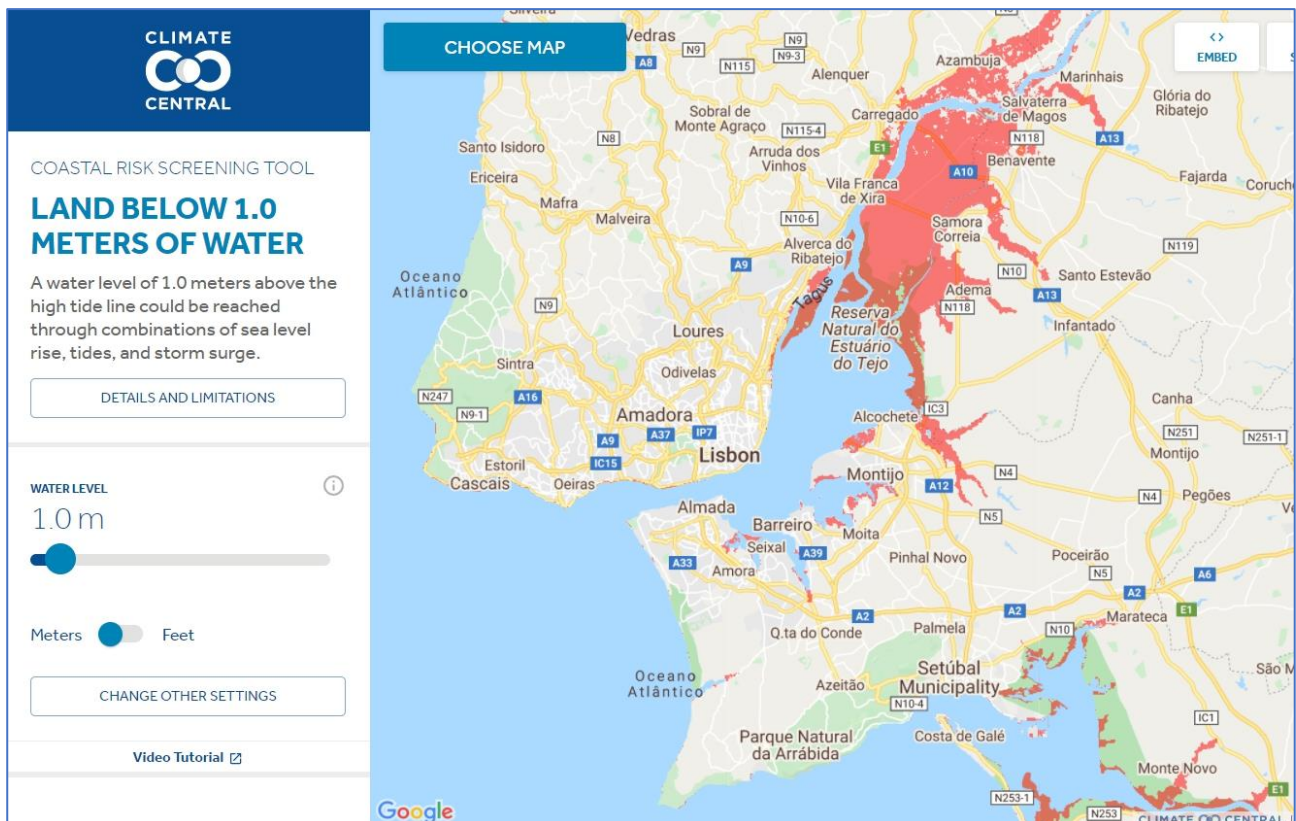 CLIMATE
CENTRAL
COASTAL RISK SCREENING TOOL
LAND BELOW 1.0
METERS OF WATER
A water level of 1.0 meters above the
high tide line could be reached
through combinations of sea level
rise, tides, and storm surge.
DETAILS AND LIMITATIONS
WATER LEVEL
1.0 m
Meters
Feet
CHANGE OTHER SETTINGS
Video Tutorial
CHOOSE MAP
<>
EMBED
Vedras
N9
N9
N9-3
A8
N115
Alenquer
Azambuja
Marinhais
Glória do
Ribatejo
Sobral de
Monte Agraço
N115-4
Carregado
Salvaterra
de Magos
N118
A13
N8
Santo Isidoro
Arruda dos
Vinhos
E1
Benavente
Ericeira
A10
Fajarda
Mafra
Vila Franca
de Xira
Malveira
N10-6
Samora
Correia
Alverca do
Ribatejo
N119
Oceano
Atlântico
A9
N10
Santo Estevão
Tagus
Adema
A13
N9
N118
Reserva
Natural do
Estuário
do Tejo
Infantado
Loures
Sintra
Odivelas
N247
A16
Canha
N9-1
Amadora
Alcochete
IC3
A9
A37
IP7
N251
N251-1
Estoril
IC15
Lisbon
Montijo
Montijo
Cascais
Oeiras
A12
N4
Almada
N4
Pegões
Barreiro
N5
Seixal
Moita
A33
A39
Pinhal Novo
Poceirão
Amora
N5
A6
A2
A2
A2
E1
Marateca
Q.ta do Conde
Palmela
N10
Oceano
Atlântico
Setúbal
Municipality
Azeitão
N10-4
IC1
Parque Natural
da Arrábida
Costa de Galé
Monte Novo
E1
N253-1
N253
Google
CLIMATE CENTRAL